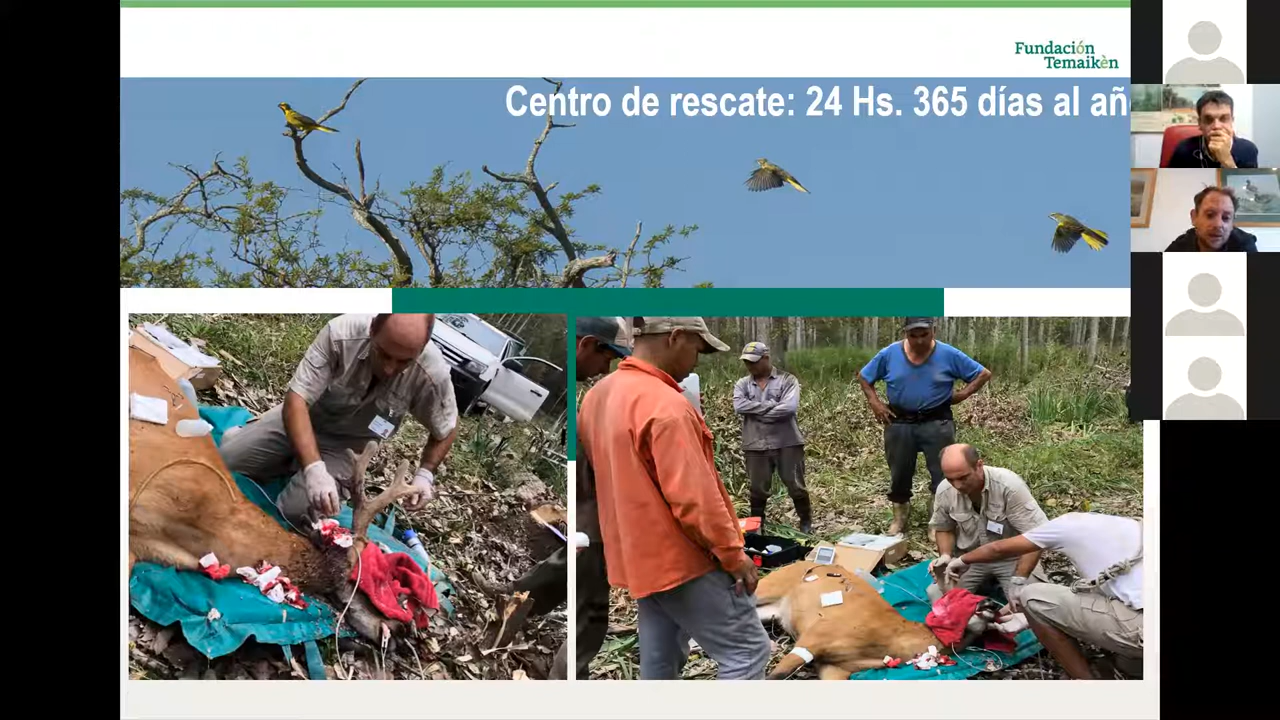 Fundación
Temaikèn
Centro de rescate: 24 Hs. 365 días al añ